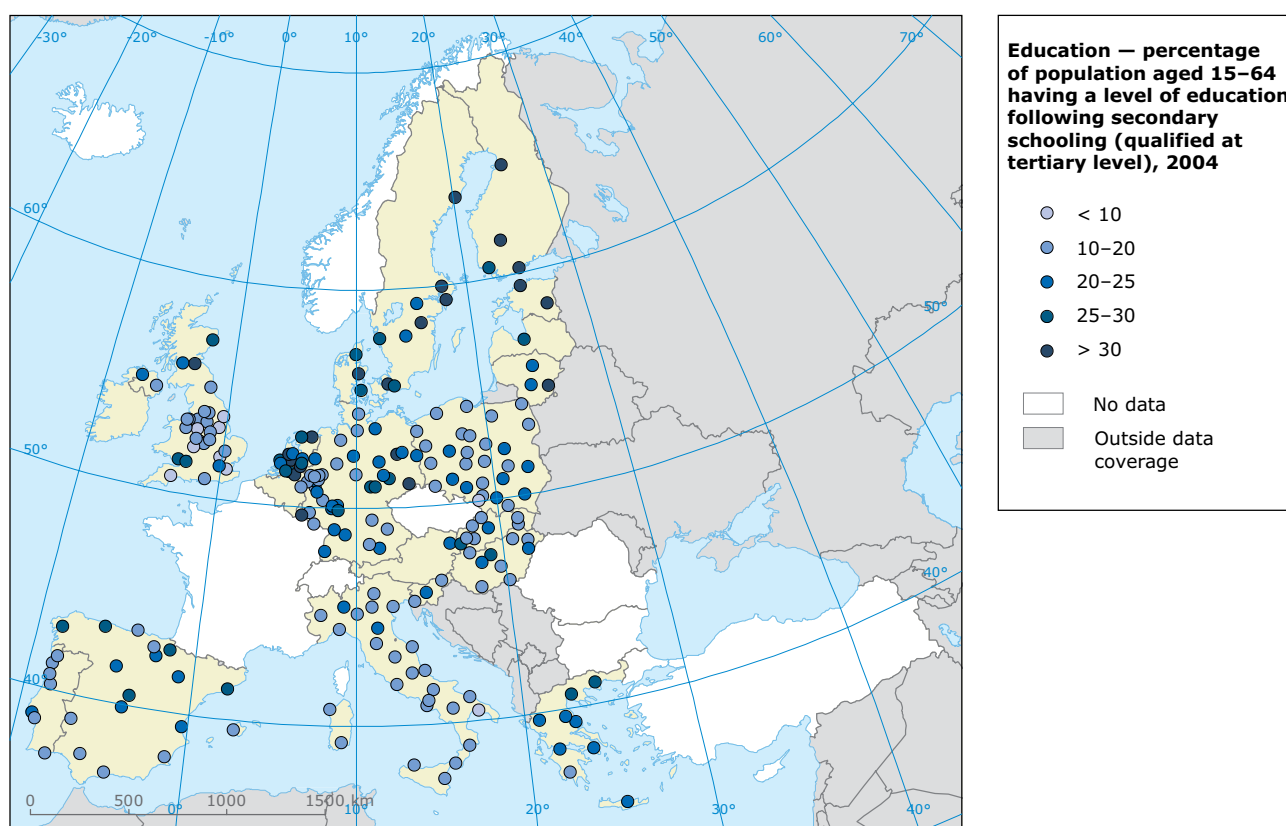 -30°
-20°
-10°
0°
10°
20°
30°
40°
50°
60°
70°
60°
50°
50°
40°
40°
0
500
1000
1500 km
0°
10°
20°
30°
40°
Education — percentage
of population aged 15–64
having a level of education
following secondary
schooling (qualified at
tertiary level), 2004
< 10
10–20
20–25
25–30
> 30
No data
Outside data
coverage